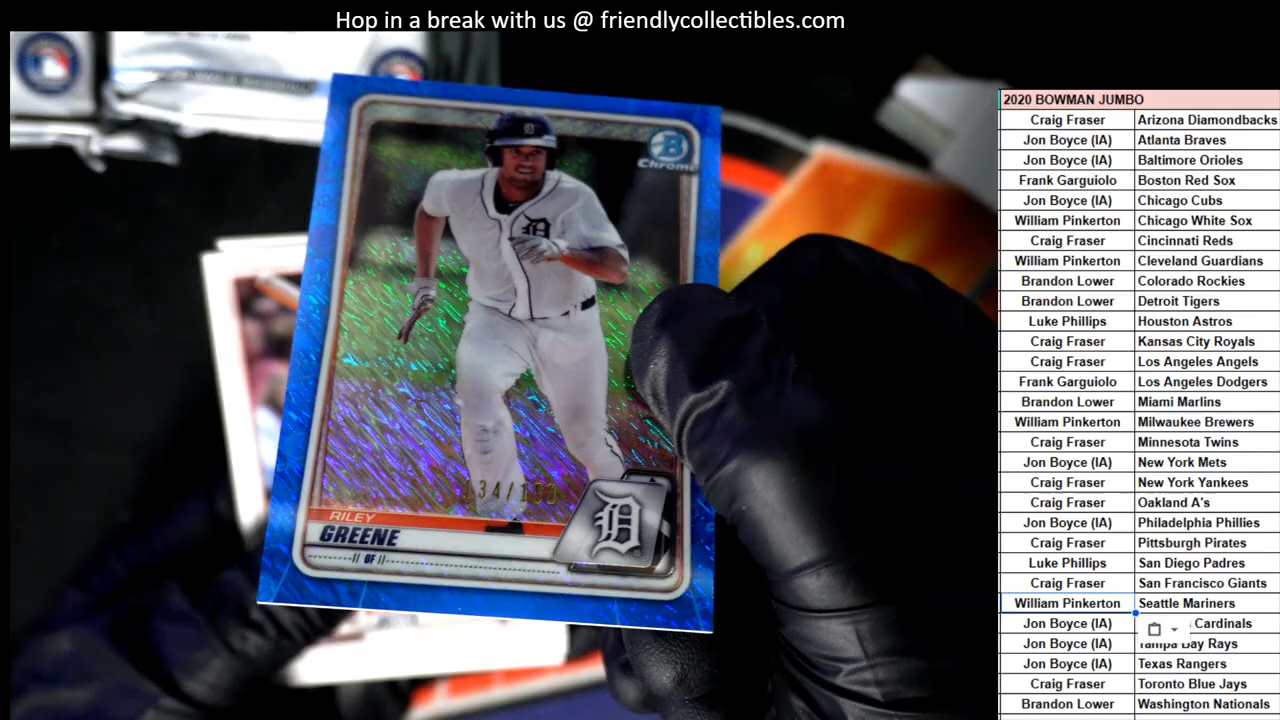 Hop in a break with us @ friendlycollectibles.com
B
Chrome
D
RILEY
GREENE
OF
2020 BOWMAN JUMBO
Craig Fraser Arizona Diamondbacks
Jon Boyce (IA) Atlanta Braves
Jon Boyce (IA) Baltimore Orioles
Frank Garguiolo Boston Red Sox
Jon Boyce (IA) Chicago Cubs
William Pinkerton Chicago White Sox
Craig Fraser Cincinnati Reds
William Pinkerton Cleveland Guardians
Brandon Lower Colorado Rockies
Brandon Lower Detroit Tigers
Luke Phillips Houston Astros
Craig Fraser Kansas City Royals
Craig Fraser Los Angeles Angels
Frank Garguiolo Los Angeles Dodgers
Brandon Lower Miami Marlins
William Pinkerton Milwaukee Brewers
Craig Fraser Minnesota Twins
Jon Boyce (IA) New York Mets
Craig Fraser New York Yankees
Craig Fraser Oakland A's
Jon Boyce (IA) Philadelphia Phillies
Craig Fraser Pittsburgh Pirates
Luke Phillips San Diego Padres
Craig Fraser San Francisco Giants
William Pinkerton Seattle Mariners
Jon Boyce (IA) Cardinals
Jon Boyce (IA) Tampa Bay Rays
Jon Boyce (IA) Texas Rangers
Craig Fraser Toronto Blue Jays
Brandon Lower Washington Nationals